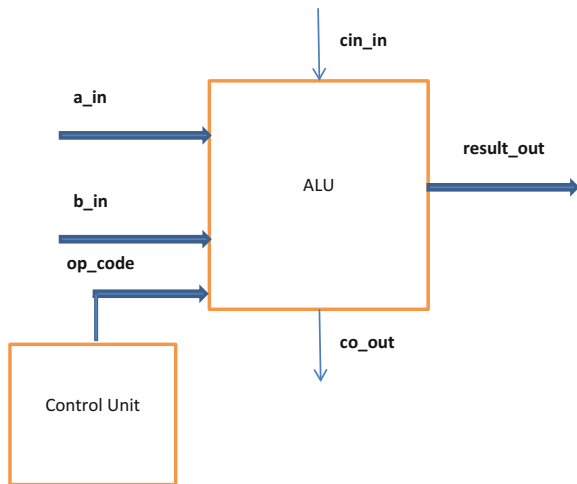 cin_in
a_in
result_out
ALU
b_in
op_code
co_out
Control Unit